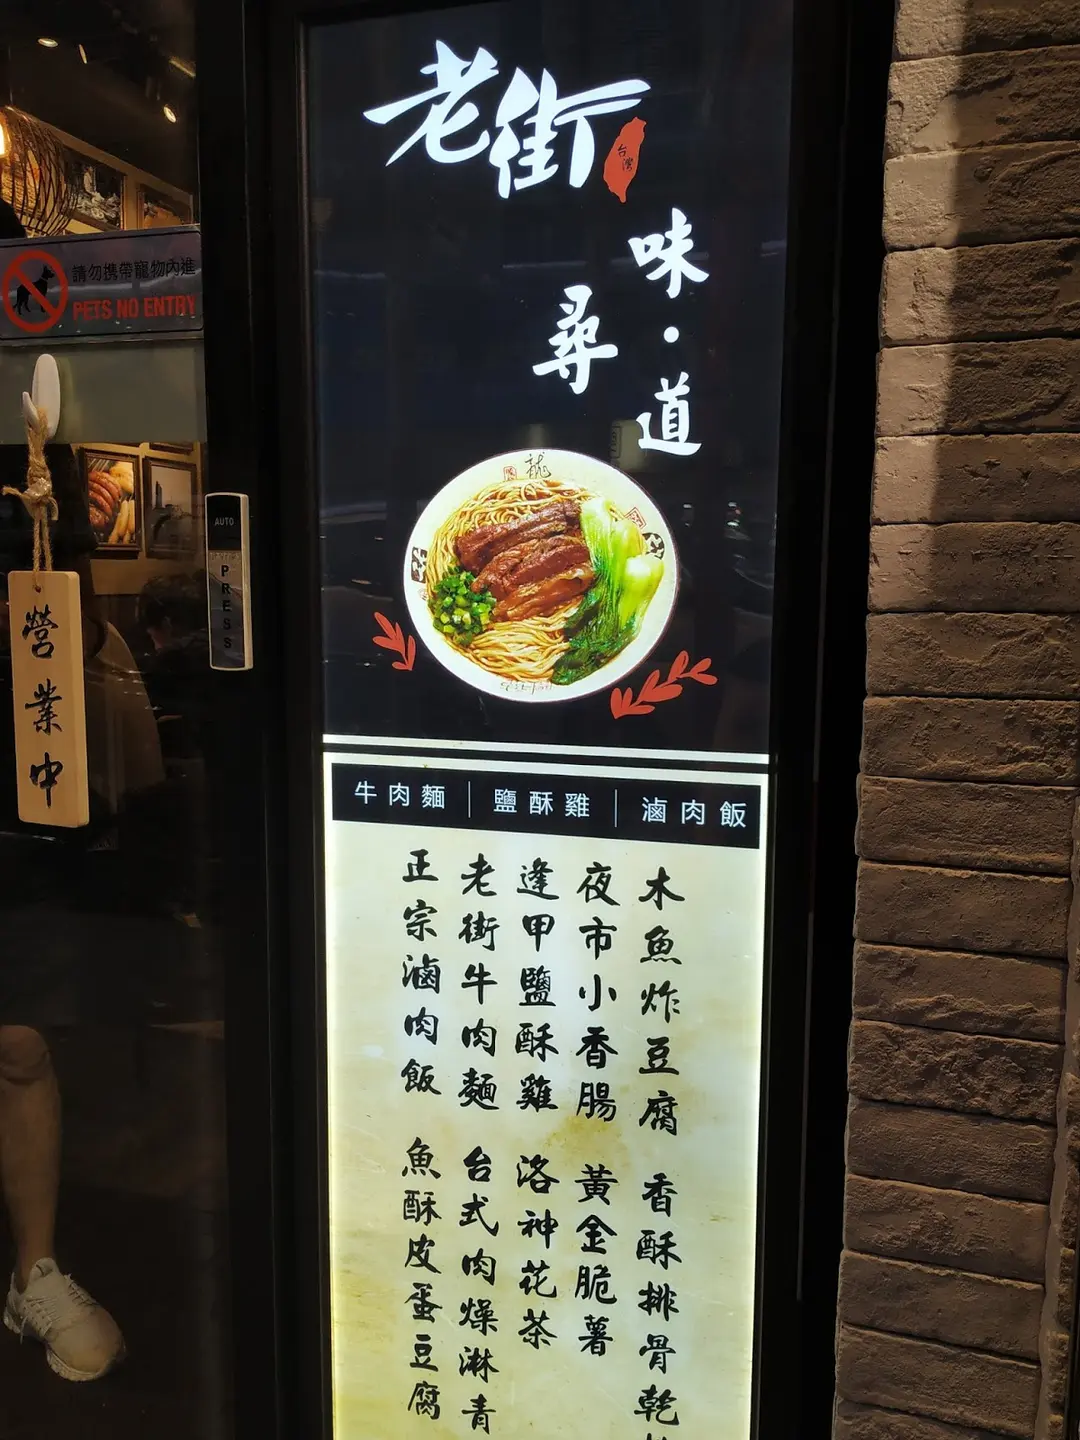 老街
台灣
味·道
尋
請勿携帶寵物內進
PETS NO ENTRY
AUTO
PRESS
營業中
龍
牛肉麵｜鹽酥雞｜滷肉飯
木魚炸豆腐 香酥排骨乾
夜市小香腸 黃金脆薯
逢甲鹽酥雞 洛神花茶
老街牛肉麵 台式肉燥淋青
正宗滷肉飯 魚酥皮蛋豆腐